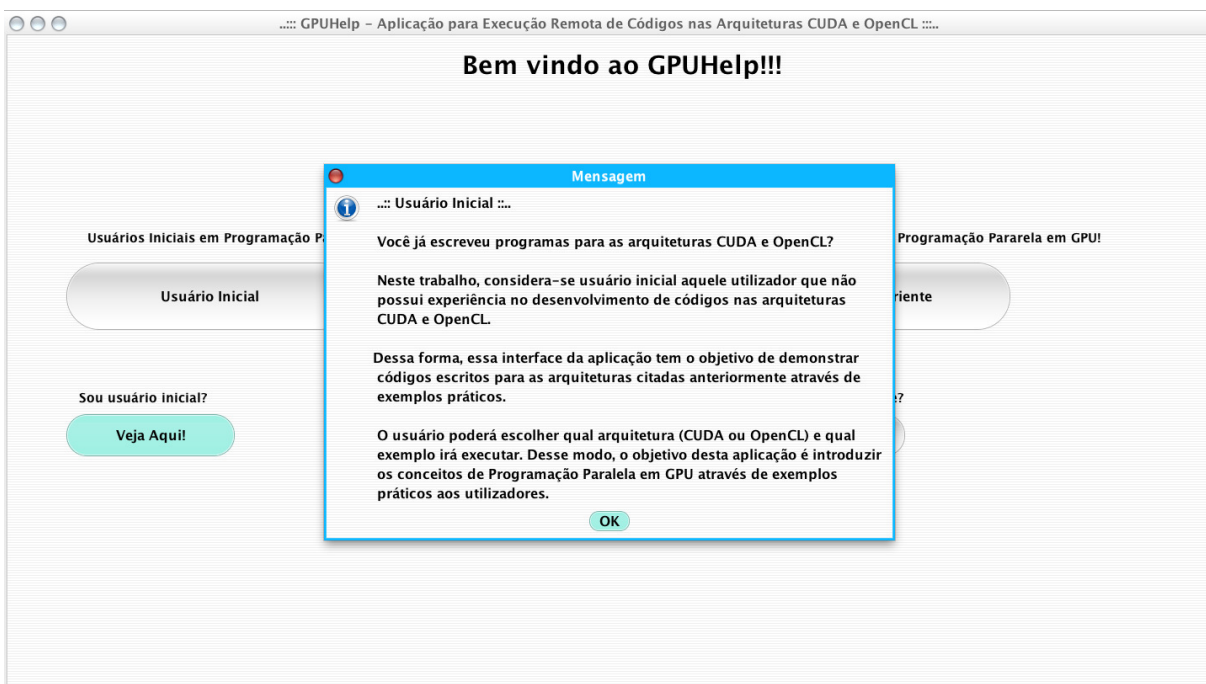 ..::: GPUHelp – Aplicação para Execução Remota de Códigos nas Arquiteturas CUDA e OpenCL :::..
Bem vindo ao GPUHelp!!!
Mensagem
..:: Usuário Inicial ::..
Você já escreveu programas para as arquiteturas CUDA e OpenCL?
Neste trabalho, considera-se usuário inicial aquele utilizador que não
possui experiência no desenvolvimento de códigos nas arquiteturas
CUDA e OpenCL.
Dessa forma, essa interface da aplicação tem o objetivo de demonstrar
códigos escritos para as arquiteturas citadas anteriormente através de
exemplos práticos.
O usuário poderá escolher qual arquitetura (CUDA ou OpenCL) e qual
exemplo irá executar. Desse modo, o objetivo desta aplicação é introduzir
os conceitos de Programação Paralela em GPU através de exemplos
práticos aos utilizadores.
OK
Usuários Iniciais em Programação
Programação Pararela em GPU!
Usuário Inicial
riente
Sou usuário inicial?
?
Veja Aqui!